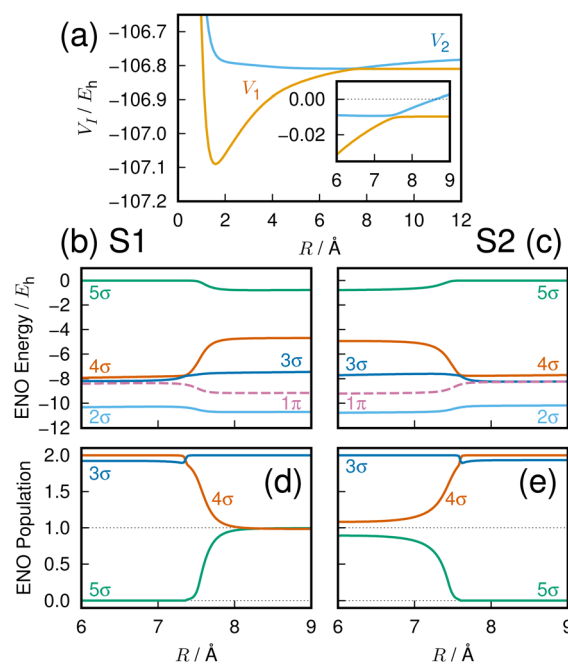 (a)
V_I / E_h
−106.7
−106.8
−106.9
−107.0
−107.1
−107.2
V_2
V_1
0.00
−0.02
6 7 8 9
0 2 4 6 8 10 12
R / Å
(b) S1
S2 (c)
ENO Energy / E_h
0
−2
−4
−6
−8
−10
−12
5σ
4σ
3σ
1π
2σ
5σ
3σ
4σ
1π
2σ
ENO Population
2.0
1.5
1.0
0.5
0.0
3σ
4σ
5σ
(d)
3σ
4σ
5σ
(e)
6 7 8 9
6 7 8 9
R / Å
R / Å